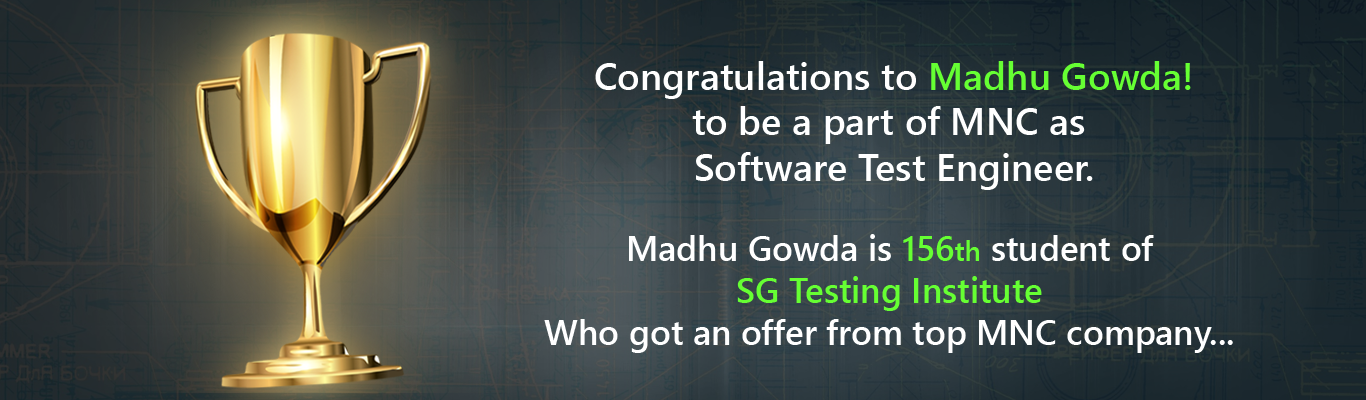 Congratulations to Madhu Gowda!
to be a part of MNC as
Software Test Engineer.
Madhu Gowda is 156th student of
SG Testing Institute
Who got an offer from top MNC company...